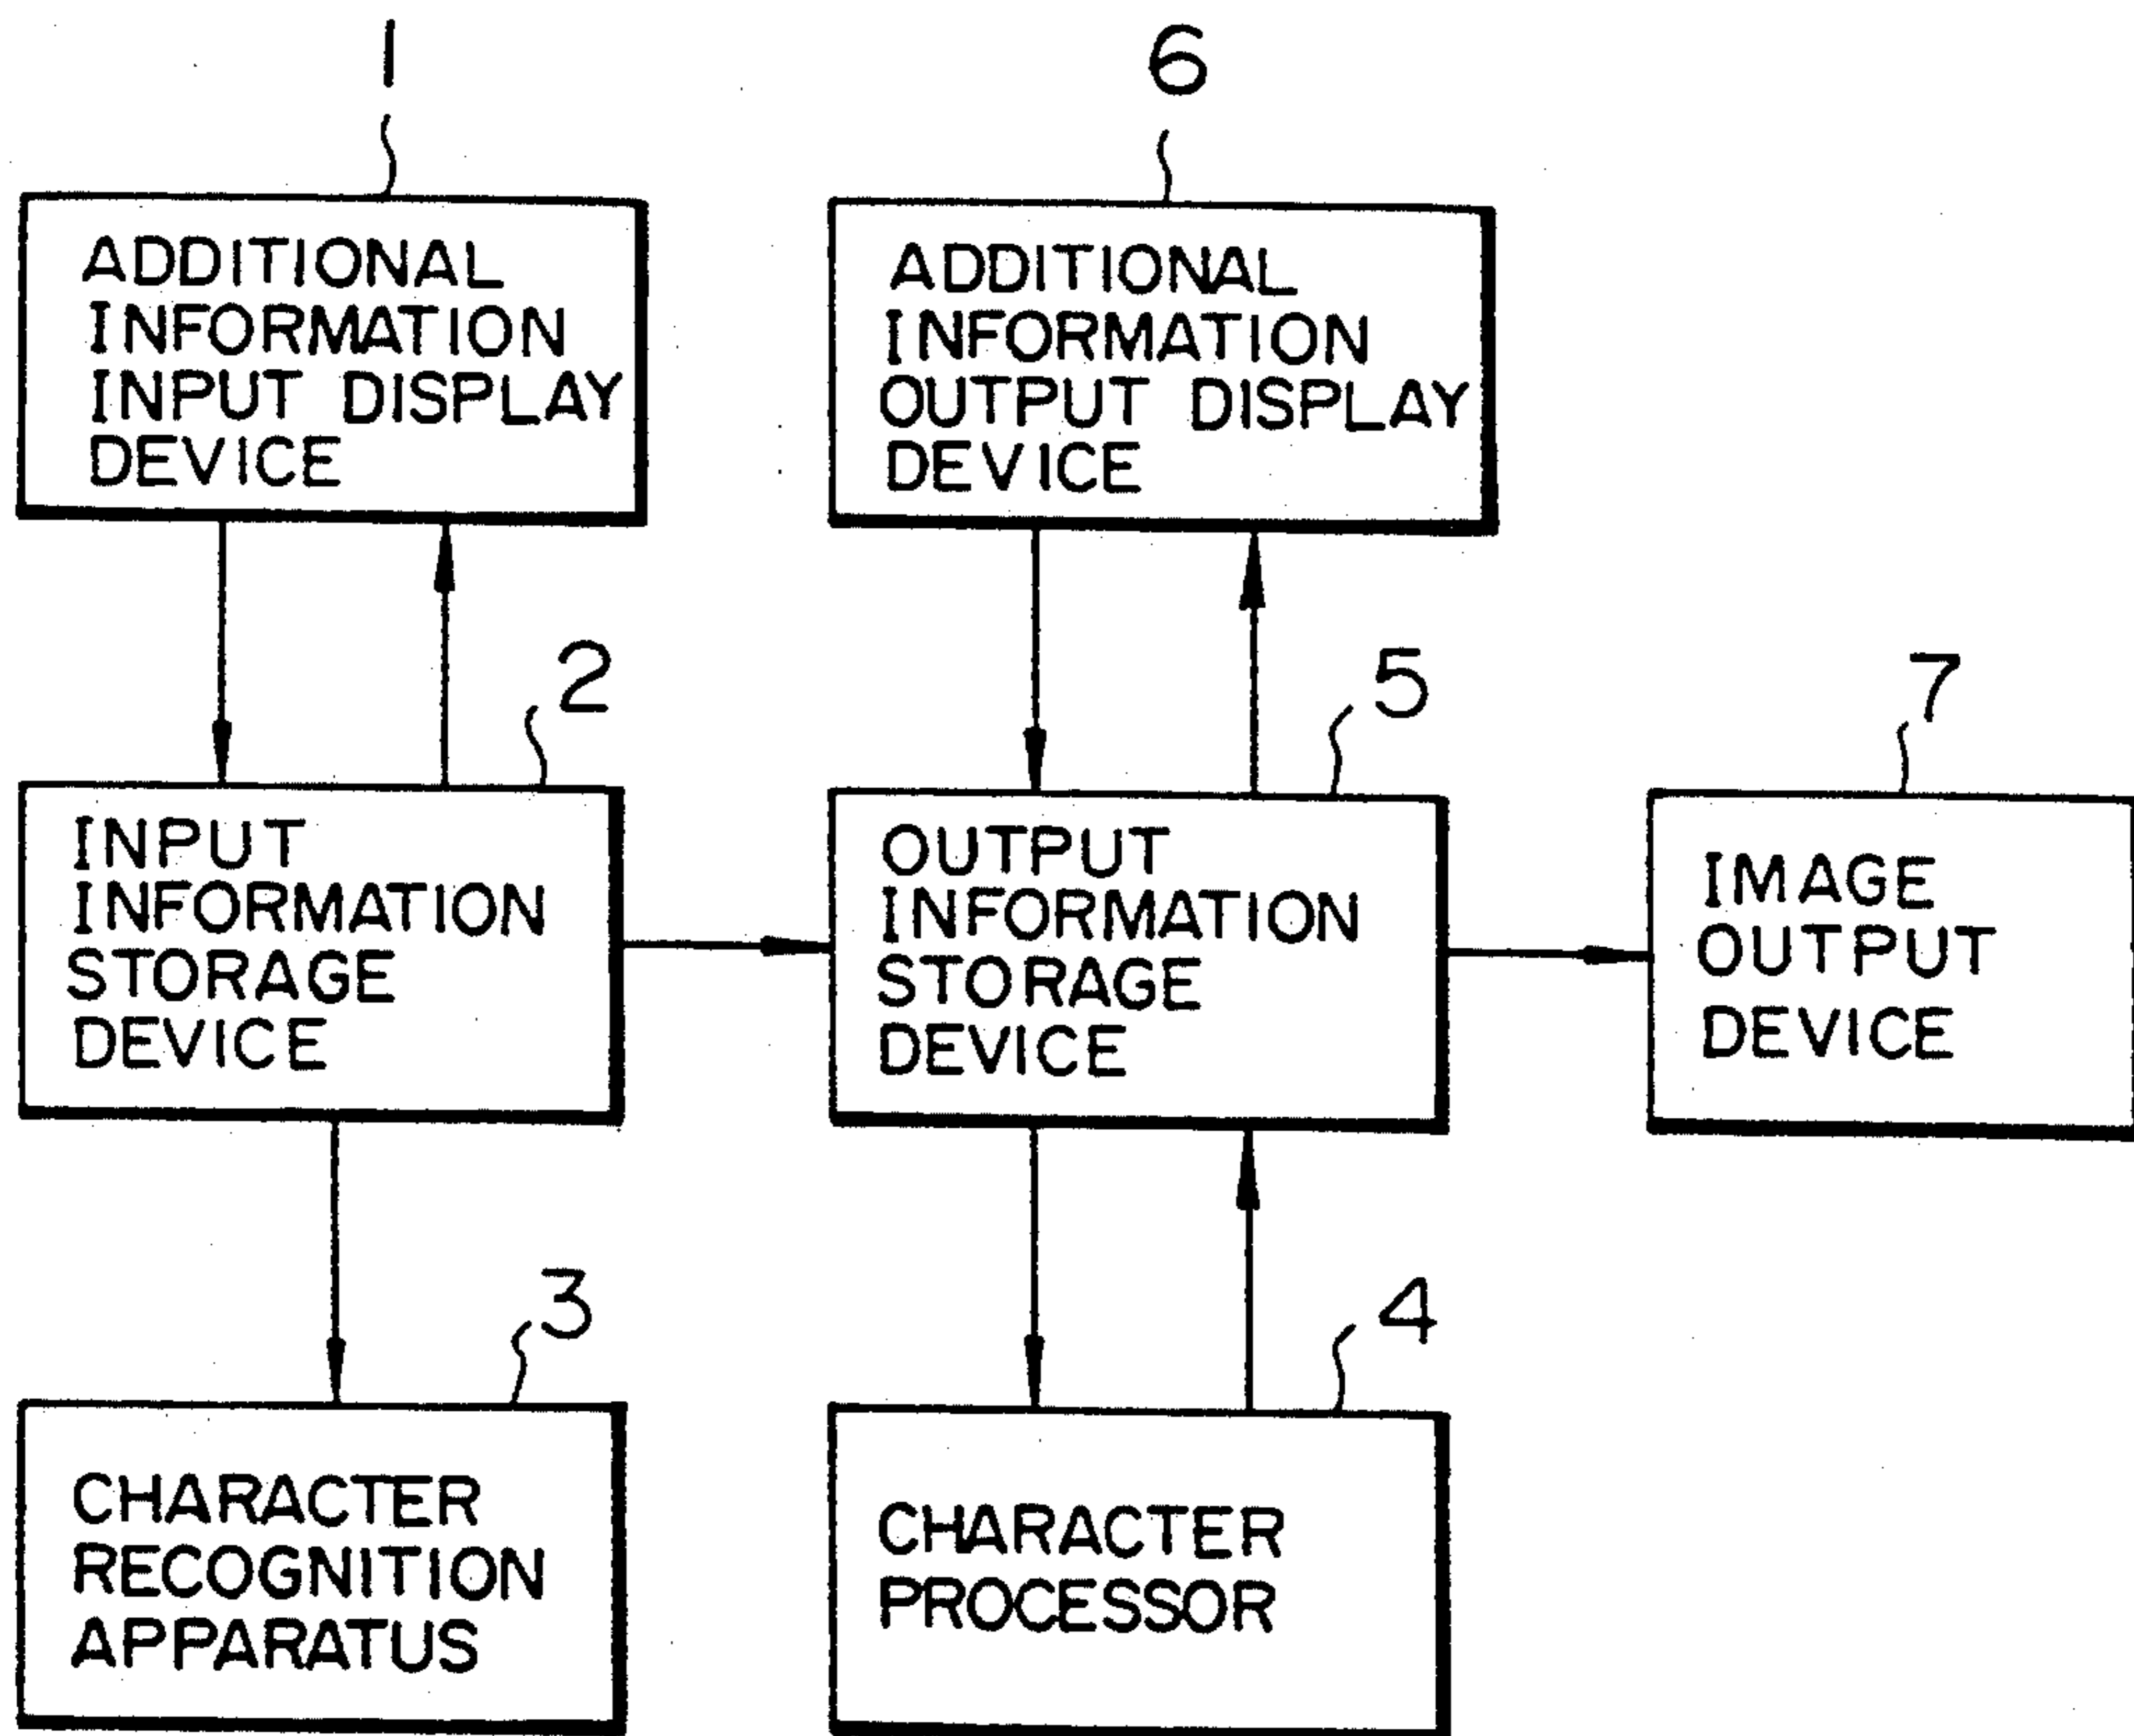 1
ADDITIONAL
INFORMATION
INPUT DISPLAY
DEVICE
6
ADDITIONAL
INFORMATION
OUTPUT DISPLAY
DEVICE
2
INPUT
INFORMATION
STORAGE
DEVICE
5
OUTPUT
INFORMATION
STORAGE
DEVICE
7
IMAGE
OUTPUT
DEVICE
3
CHARACTER
RECOGNITION
APPARATUS
4
CHARACTER
PROCESSOR